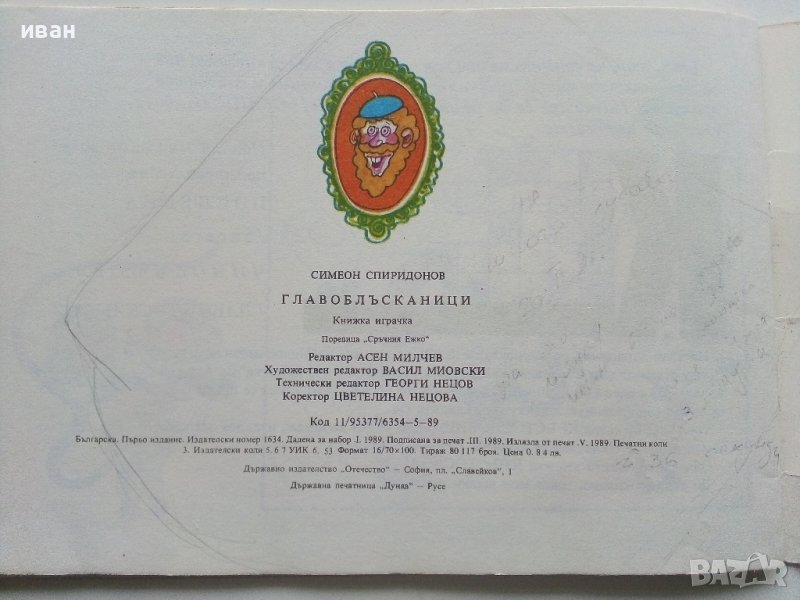 иван
СИМЕОН СПИРИДОНОВ
ГЛАВОБЛЪСКАНИЦИ
Книжка играчка
Поредица „Сръчния Ежко“
Редактор АСЕН МИЛЧЕВ
Художествен редактор ВАСИЛ МИОВСКИ
Технически редактор ГЕОРГИ НЕЦОВ
Коректор ЦВЕТЕЛИНА НЕЦОВА
Код 11/95377/6354—5—89
Българска. Първо издание. Издателски номер 1634. Дадена за набор .I. 1989. Подписана за печат .III. 1989. Излязла от печат .V. 1989. Печатни коли
3. Издателски коли 5.67 УИК 6, 53 Формат 16/70×100. Тираж 80 117 броя. Цена 0.84 лв.
Държавно издателство „Отечество“ — София, пл. „Славейков“, 1
Държавна печатница „Дунав“ — Русе
BAZAR